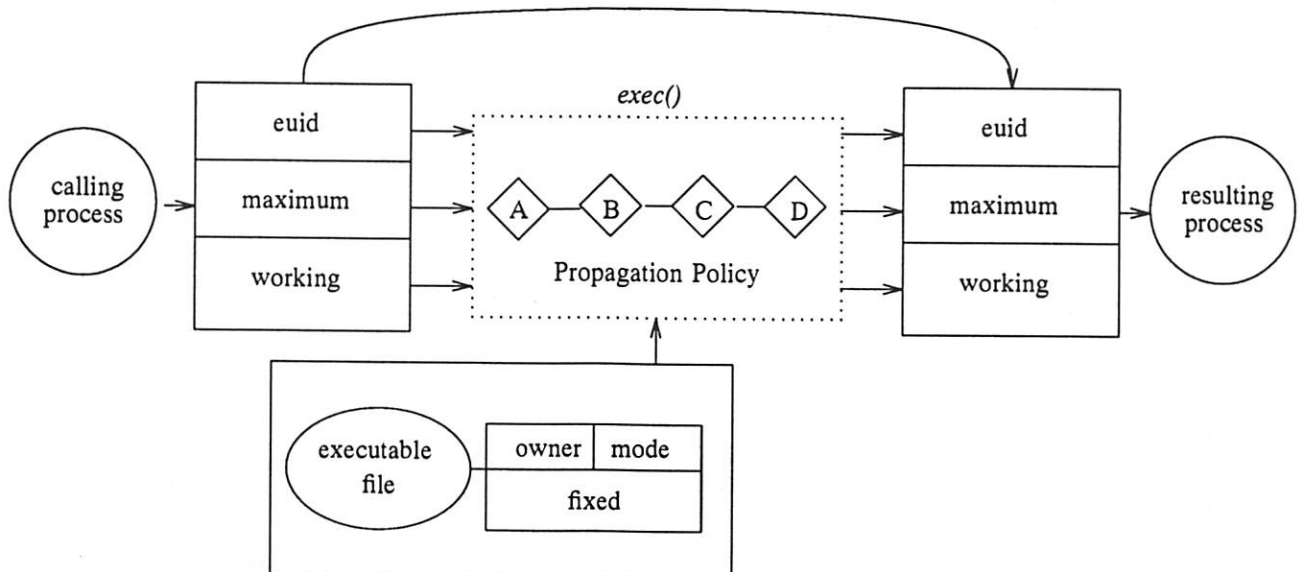 exec()
euid
maximum
working
calling
process
A B C D
Propagation Policy
euid
maximum
working
resulting
process
executable
file
owner mode
fixed